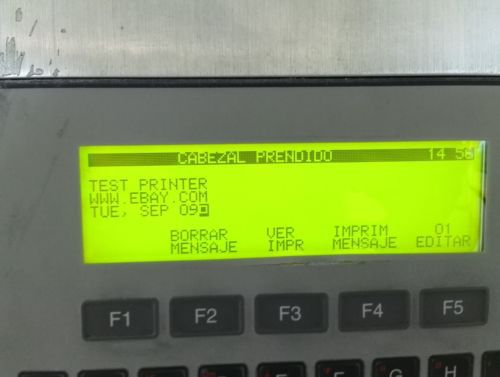 CABEZAL PRENDIDO 14 58
TEST PRINTER
WWW.EBAY.COM
TUE, SEP 09
BORRAR VER IMPRIM 01
MENSAJE IMPR MENSAJE EDITAR
F1 F2 F3 F4 F5
G H